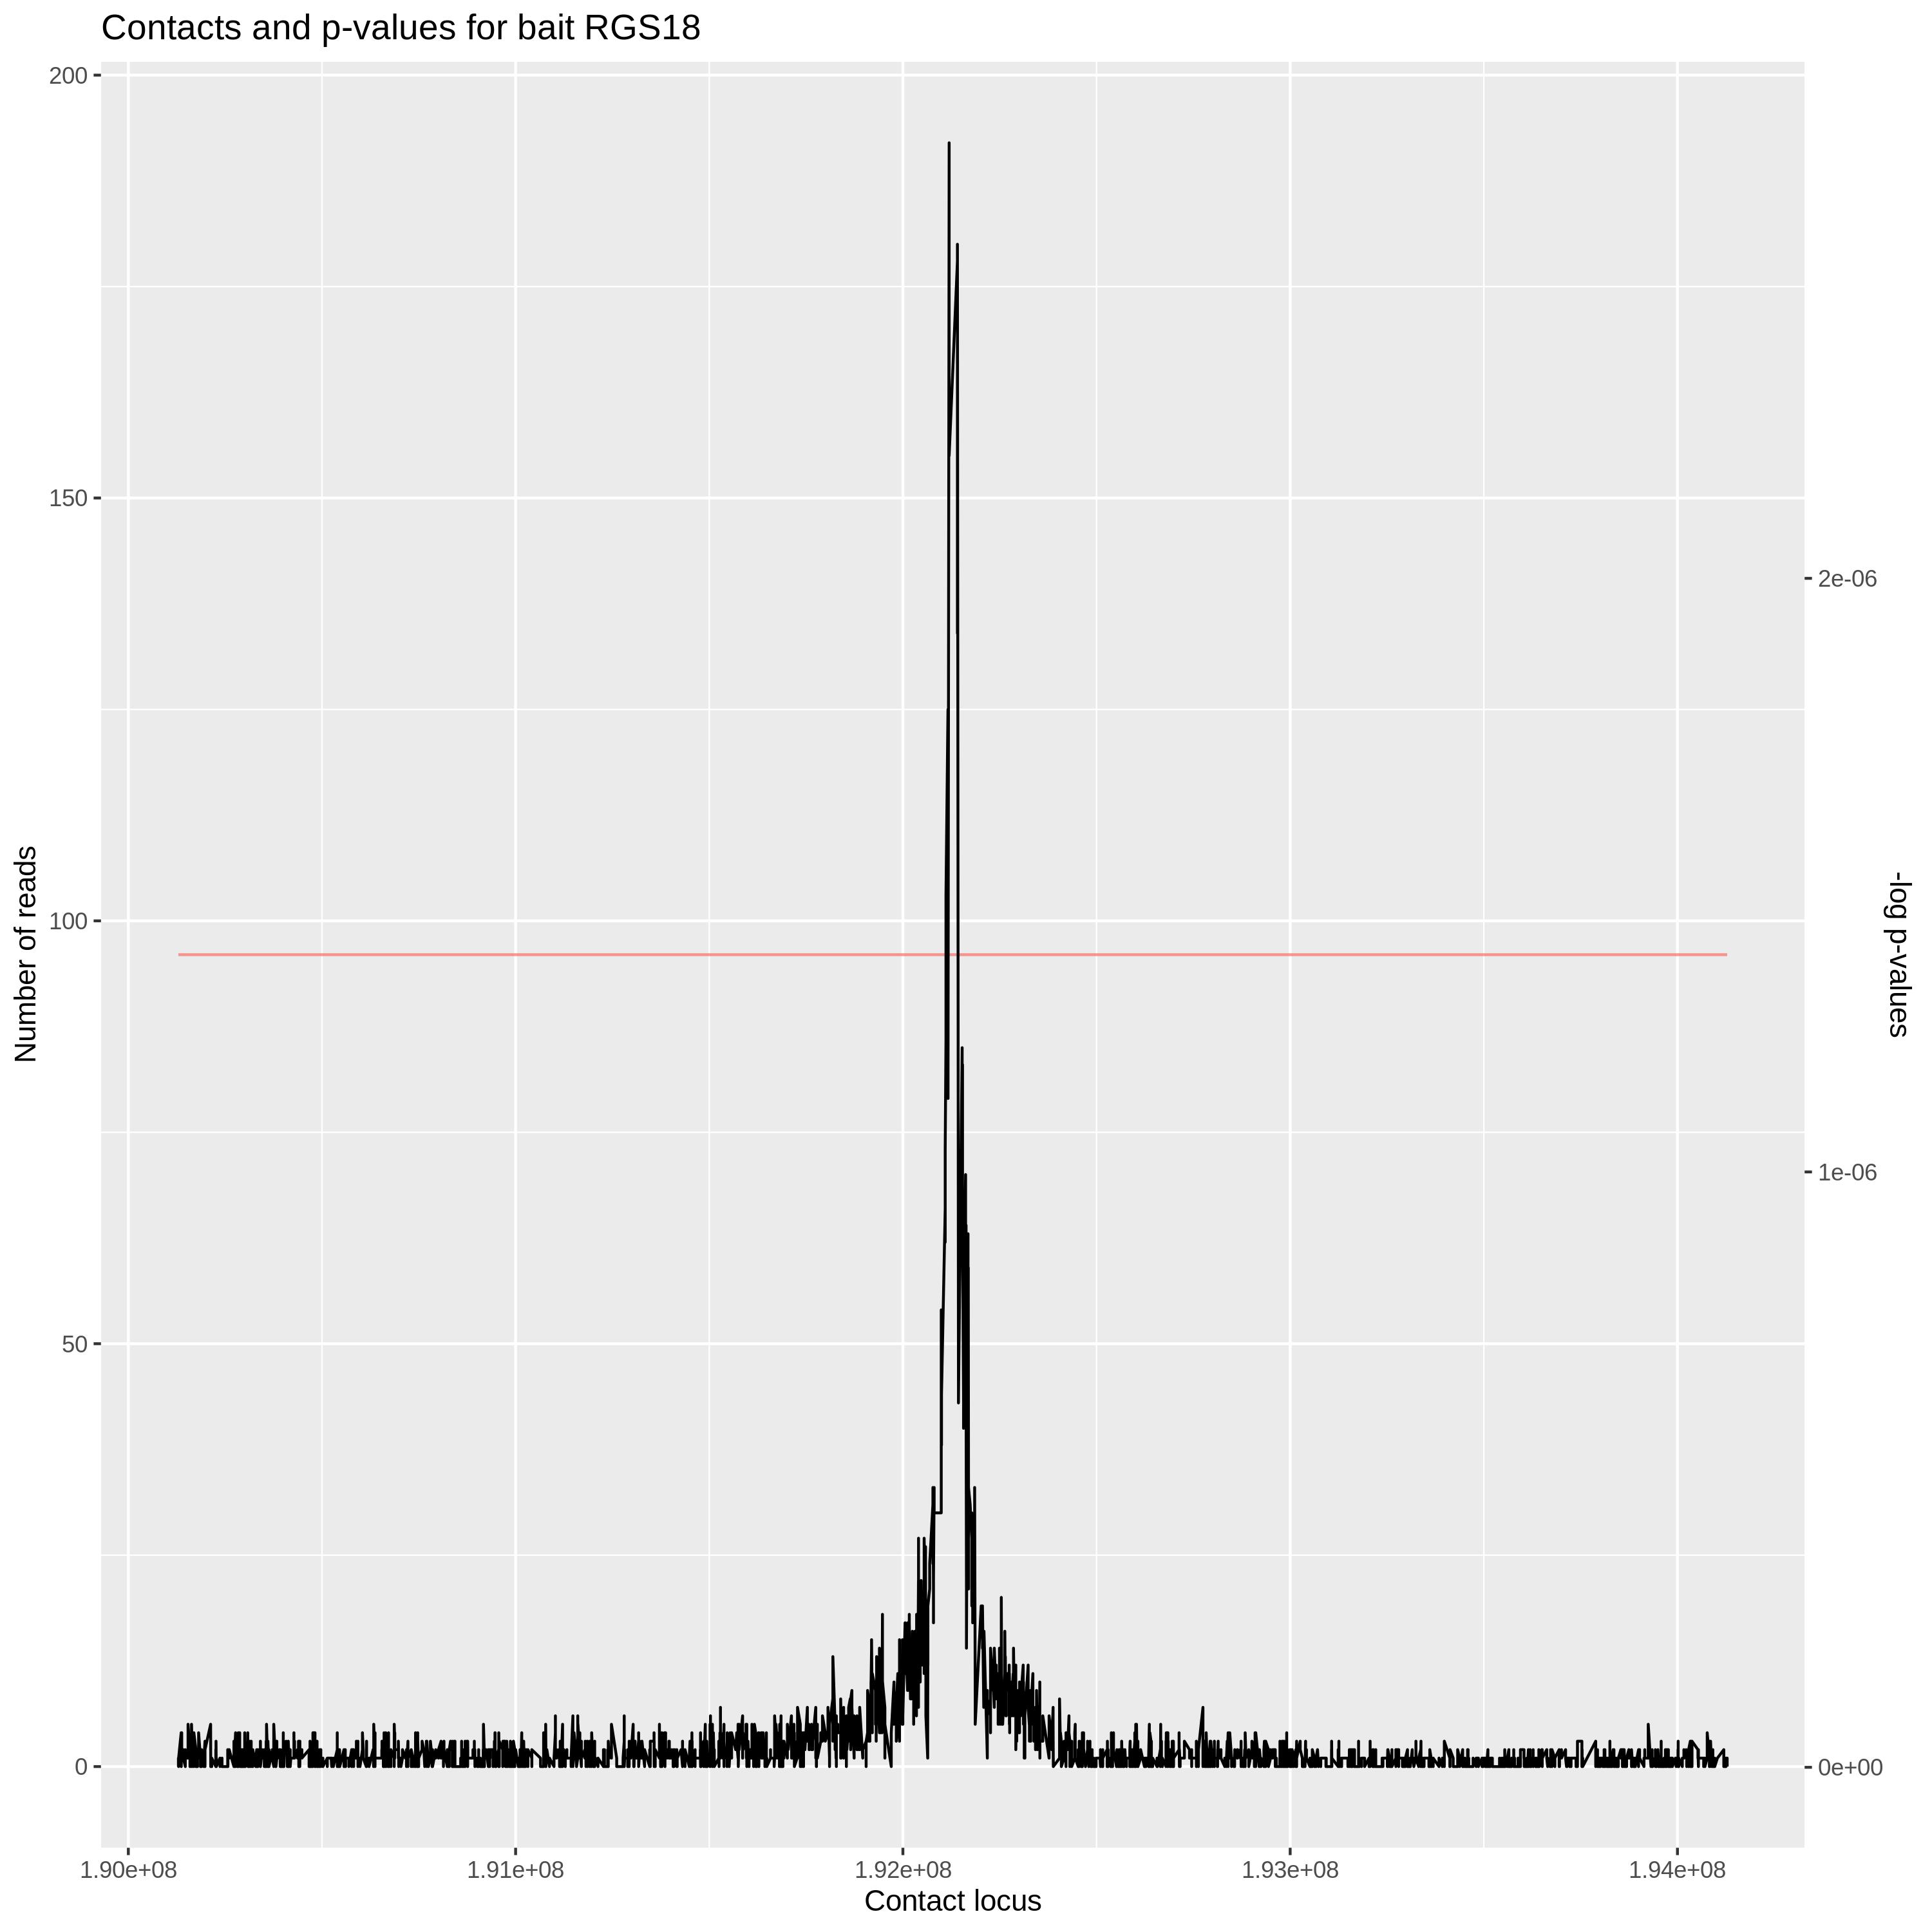 Contacts and p-values for bait RGS18
200
150
100
50
0
Number of reads
2e-06
1e-06
0e+00
-log p-values
1.90e+08
1.91e+08
1.92e+08
1.93e+08
1.94e+08
Contact locus